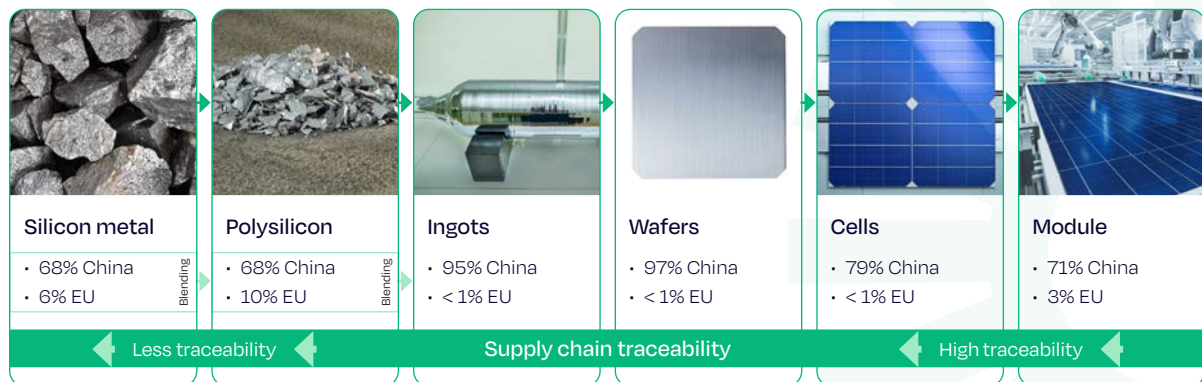 Silicon metal
• 68% China
• 6% EU
Blending
Polysilicon
• 68% China
• 10% EU
Blending
Ingots
• 95% China
• < 1% EU
Wafers
• 97% China
• < 1% EU
Cells
• 79% China
• < 1% EU
Module
• 71% China
• 3% EU
Less traceability
Supply chain traceability
High traceability